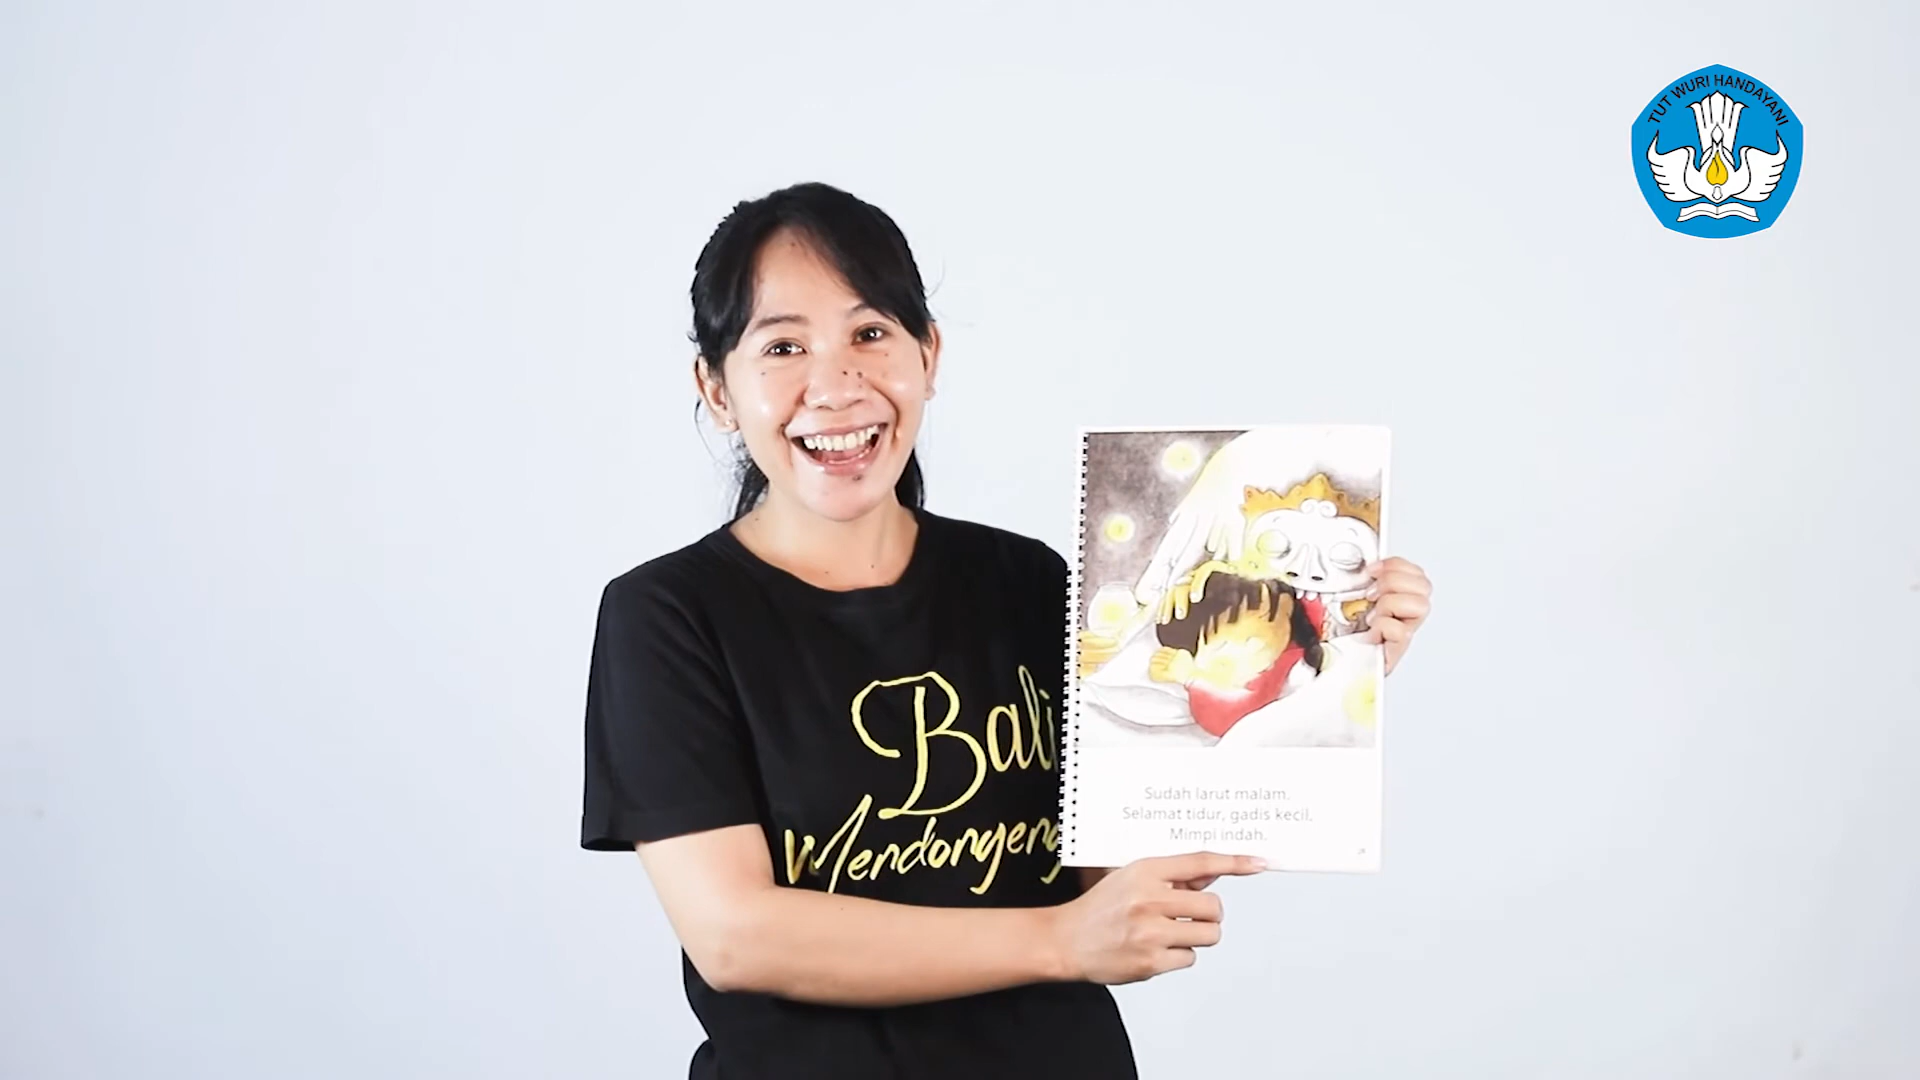 TUT WURI HANDAYANI
Bali
Mendongeng
Sudah larut malam.
Selamat tidur, gadis kecil.
Mimpi indah.